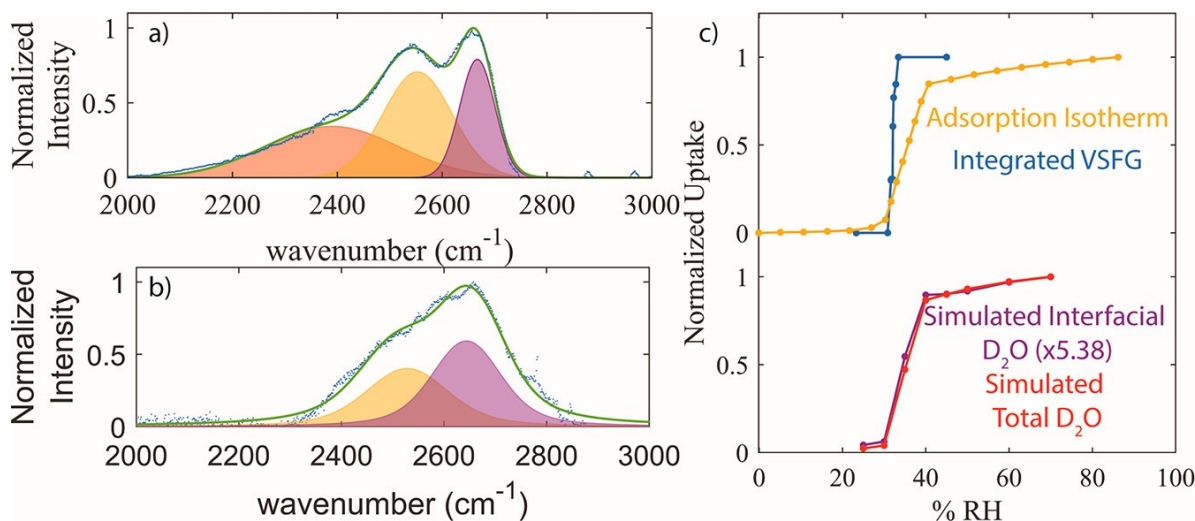 a)
Normalized
Intensity
1
0.5
0
2000 2200 2400 2600 2800 3000
wavenumber (cm⁻¹)
b)
Normalized
Intensity
1
0.5
0
2000 2200 2400 2600 2800 3000
wavenumber (cm⁻¹)
c)
Normalized Uptake
1
0.5
0
Adsorption Isotherm
Integrated VSFG
1
0.5
0
Simulated Interfacial
D₂O (x5.38)
Simulated
Total D₂O
0 20 40 60 80 100
% RH